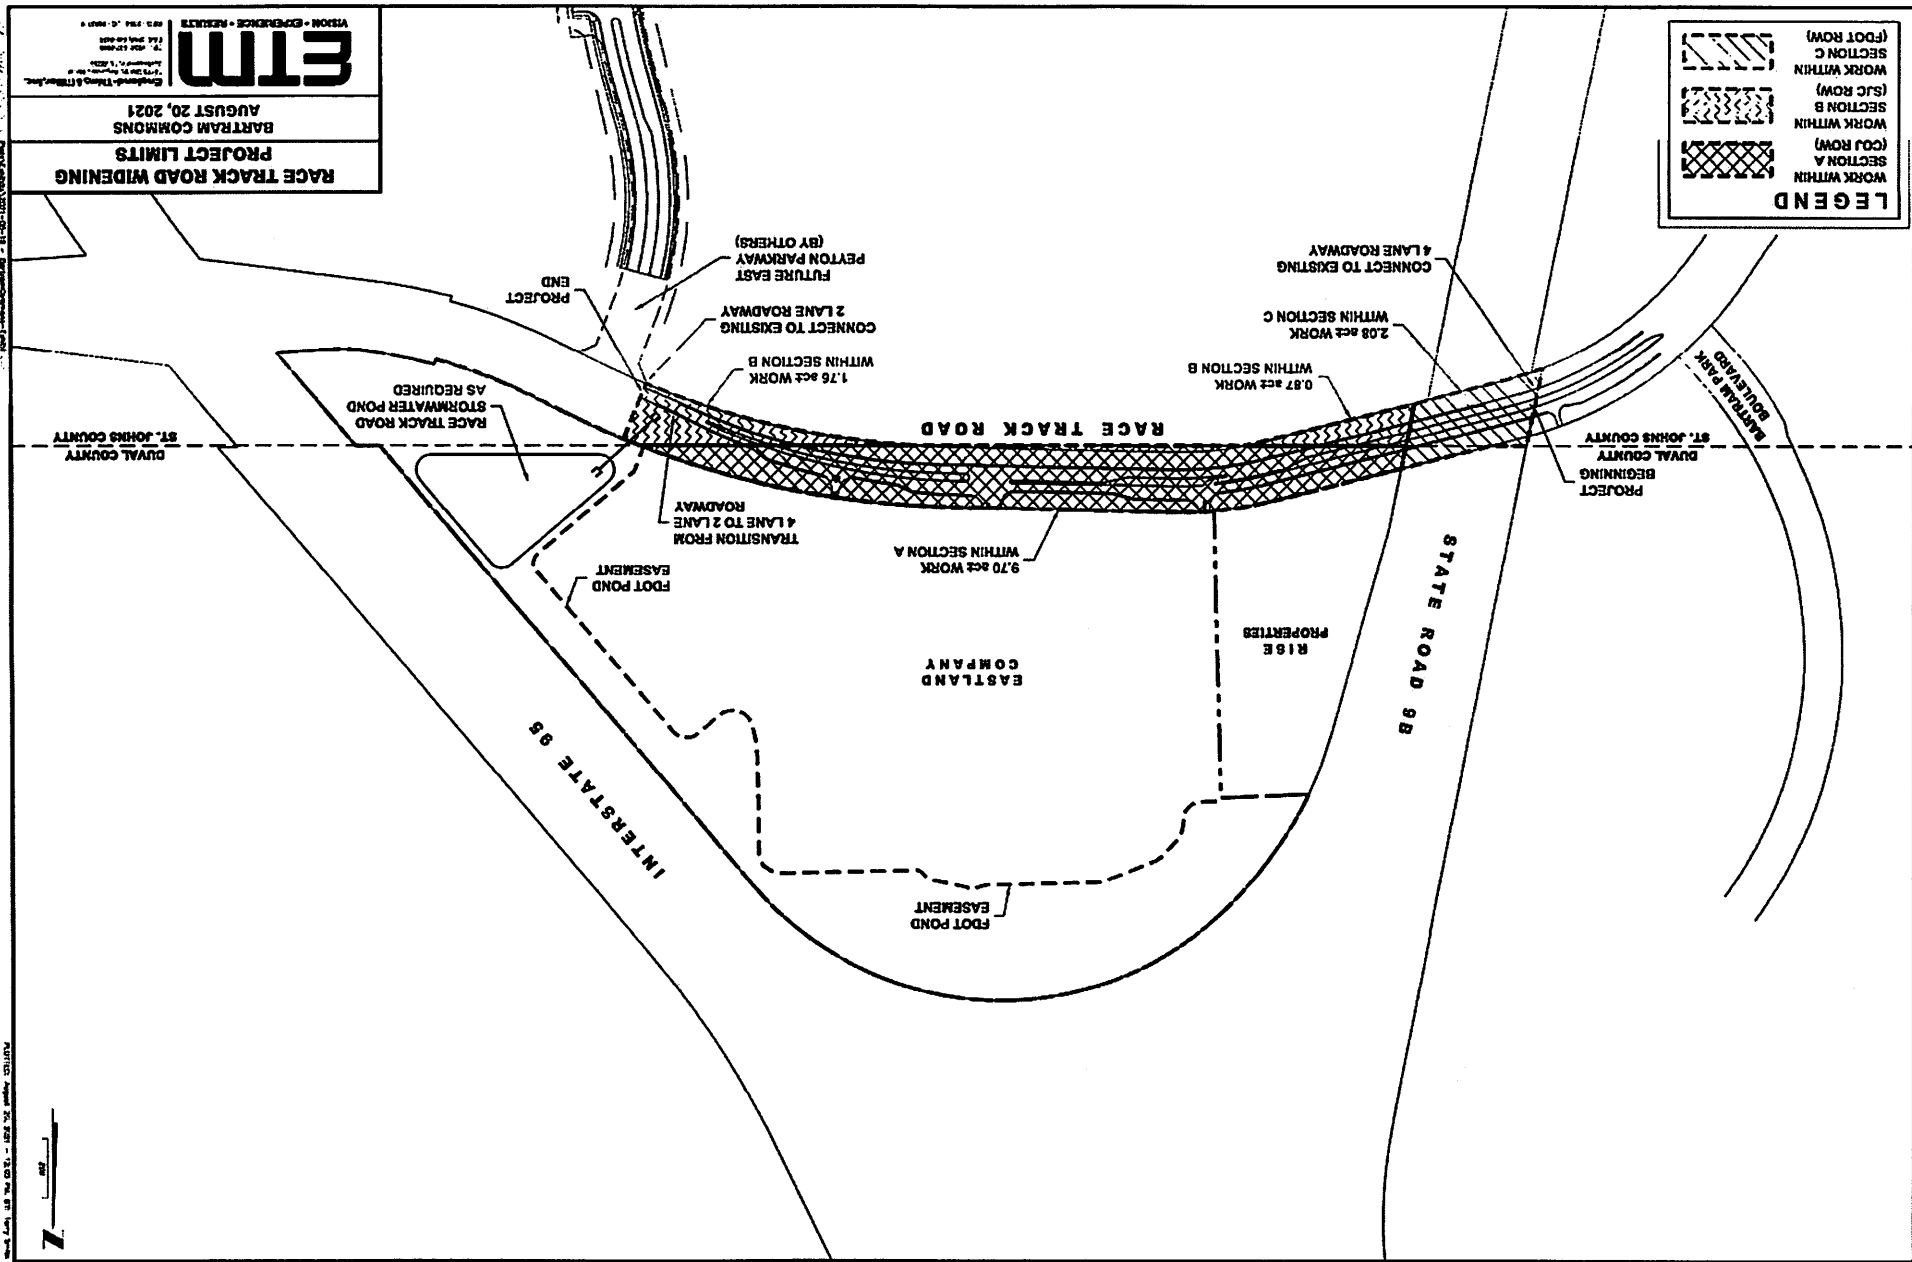 LEGEND
WORK WITHIN
SECTION A
(COJ ROW)
WORK WITHIN
SECTION B
(SJC ROW)
WORK WITHIN
SECTION C
(FDOT ROW)
INTERSTATE 95
STATE ROAD 9B
FDOT POND
EASEMENT
EASTLAND
COMPANY
RISE
PROPERTIES
FDOT POND
EASEMENT
9.70 ac± WORK
WITHIN SECTION A
TRANSITION FROM
4 LANE TO 2 LANE
ROADWAY
PROJECT
BEGINNING
DUVAL COUNTY
ST. JOHNS COUNTY
DUVAL COUNTY
ST. JOHNS COUNTY
RACE TRACK ROAD
BARTRAM PARK
BOULEVARD
RACE TRACK ROAD
STORMWATER POND
AS REQUIRED
0.87 ac± WORK
WITHIN SECTION B
2.08 ac± WORK
WITHIN SECTION C
CONNECT TO EXISTING
4 LANE ROADWAY
1.76 ac± WORK
WITHIN SECTION B
CONNECT TO EXISTING
2 LANE ROADWAY
PROJECT
END
FUTURE EAST
PEYTON PARKWAY
(BY OTHERS)
RACE TRACK ROAD WIDENING
PROJECT LIMITS
BARTRAM COMMONS
AUGUST 20, 2021
ETM
VISION • EXPERIENCE • RESULTS
England-Thims & Miller, Inc.